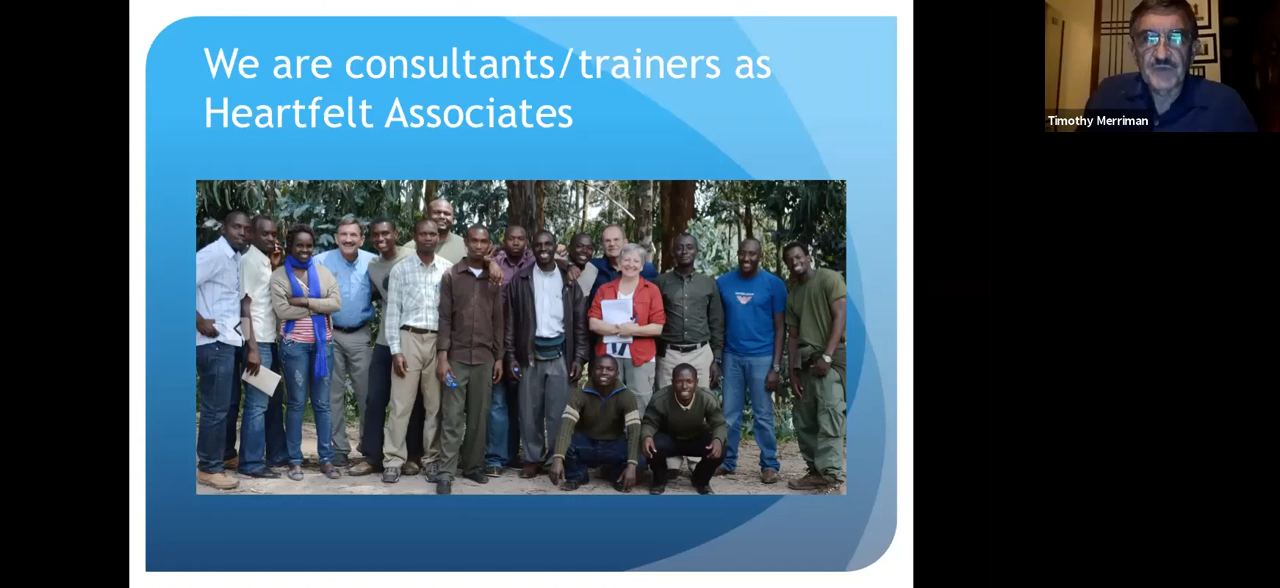 We are consultants/trainers as
Heartfelt Associates
Timothy Merriman